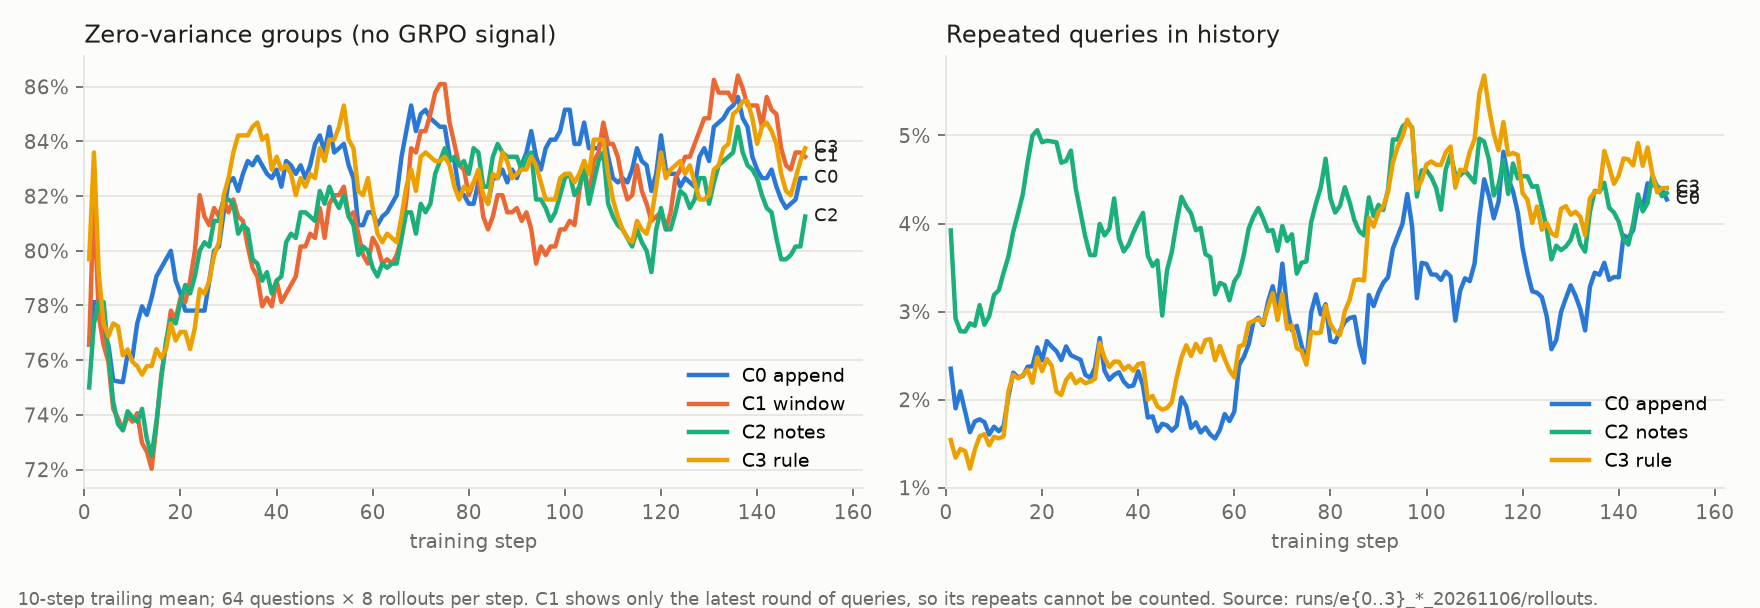 Zero-variance groups (no GRPO signal)
86%
84%
82%
80%
78%
76%
74%
72%
C3
C1
C0
C2
C0 append
C1 window
C2 notes
C3 rule
0
20
40
60
80
100
120
140
160
training step
Repeated queries in history
5%
4%
3%
2%
1%
C3
C0
C0 append
C2 notes
C3 rule
0
20
40
60
80
100
120
140
160
training step
10-step trailing mean; 64 questions × 8 rollouts per step. C1 shows only the latest round of queries, so its repeats cannot be counted. Source: runs/e{0..3}_*_20261106/rollouts.